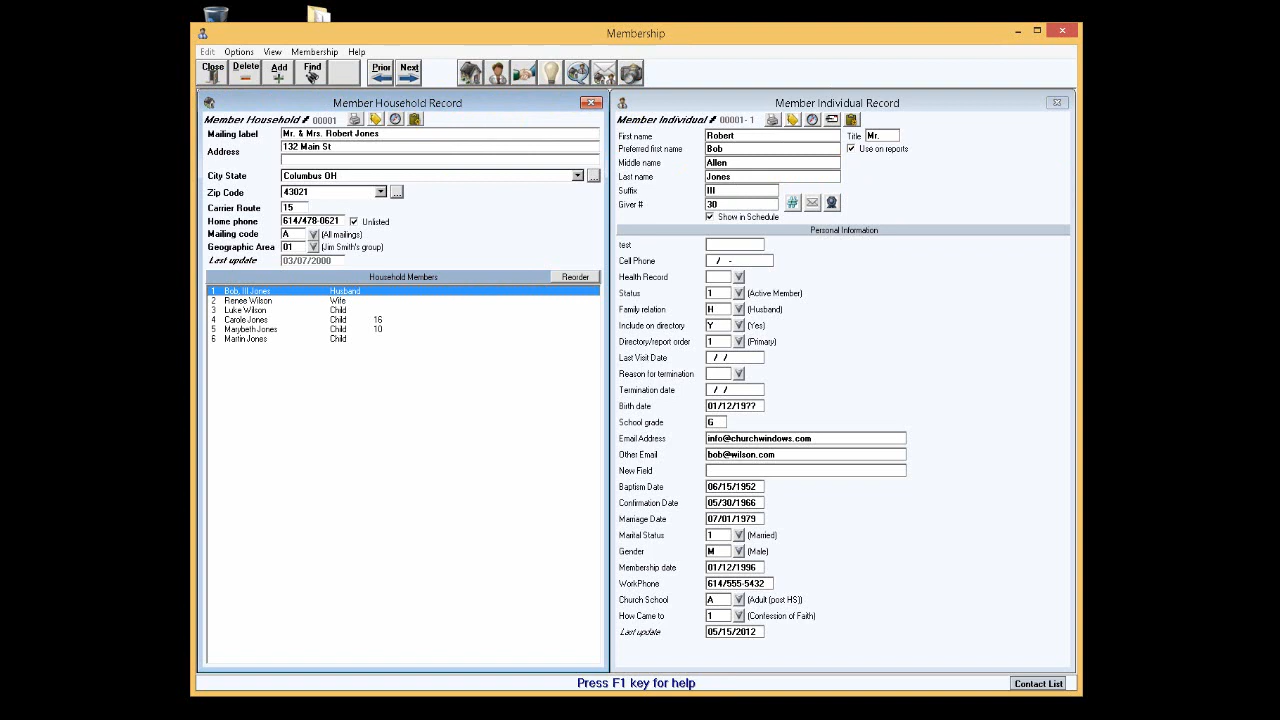 Membership
Edit Options View Membership Help
Close Delete Add Find Prior Next
Member Household Record
Member Household # 00001
Mailing label Mr. & Mrs. Robert Jones
Address 132 Main St
City State Columbus OH
Zip Code 43021
Carrier Route 15
Home phone 614/478-0621 Unlisted
Mailing code A (All mailings)
Geographic Area 01 (Jim Smith's group)
Last update 03/07/2000
Household Members Reorder
1 Bob, III Jones Husband
2 Renee Wilson Wife
3 Luke Wilson Child
4 Carole Jones Child 16
5 Marybeth Jones Child 10
6 Martin Jones Child
Member Individual Record
Member Individual # 00001- 1
First name Robert Title Mr.
Preferred first name Bob Use on reports
Middle name Allen
Last name Jones
Suffix III
Giver # 30
Show in Schedule
Personal Information
test
Cell Phone / -
Health Record
Status 1 (Active Member)
Family relation H (Husband)
Include on directory Y (Yes)
Directory/report order 1 (Primary)
Last Visit Date / /
Reason for termination
Termination date / /
Birth date 01/12/19??
School grade G
Email Address info@churchwindows.com
Other Email bob@wilson.com
New Field
Baptism Date 06/15/1952
Confirmation Date 05/30/1966
Marriage Date 07/01/1979
Marital Status 1 (Married)
Gender M (Male)
Membership date 01/12/1996
WorkPhone 614/555-5432
Church School A (Adult (post HS))
How Came to 1 (Confession of Faith)
Last update 05/15/2012
Press F1 key for help
Contact List